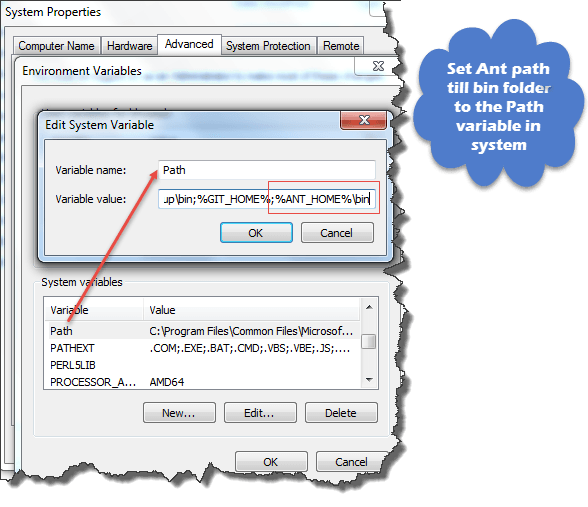 System Properties
Computer Name
Hardware
Advanced
System Protection
Remote
Environment Variables
Edit System Variable
Variable name:
Path
Variable value:
up\bin;%GIT_HOME%;%ANT_HOME%\bin
OK
Cancel
System variables
Variable
Value
Path
C:\Program Files\Common Files\Microsof...
PATHEXT
.COM;.EXE;.BAT;.CMD;.VBS;.VBE;.JS;....
PERL5LIB
PROCESSOR_A...
AMD64
New...
Edit...
Delete
OK
Cancel
Set Ant path
till bin folder
to the Path
variable in
system